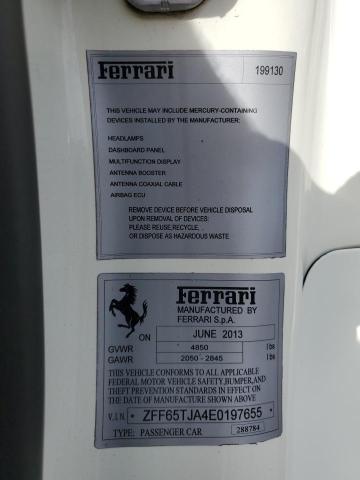 Ferrari 199130
THIS VEHICLE MAY INCLUDE MERCURY-CONTAINING
DEVICES INSTALLED BY THE MANUFACTURER:
HEADLAMPS
DASHBOARD PANEL
MULTIFUNCTION DISPLAY
ANTENNA BOOSTER
ANTENNA COAXIAL CABLE
AIRBAG ECU
REMOVE DEVICE BEFORE VEHICLE DISPOSAL
UPON REMOVAL OF DEVICES:
PLEASE REUSE,RECYCLE,
OR DISPOSE AS HAZARDOUS WASTE
Ferrari
MANUFACTURED BY
FERRARI S.p.A.
ON JUNE 2013
GVWR 4850 lbs
GAWR 2050 - 2845 lbs
THIS VEHICLE CONFORMS TO ALL APPLICABLE
FEDERAL MOTOR VEHICLE SAFETY,BUMPER,AND
THEFT PREVENTION STANDARDS IN EFFECT ON
THE DATE OF MANUFACTURE SHOWN ABOVE
V.I.N. ZFF65TJA4E0197655
TYPE: PASSENGER CAR 288784